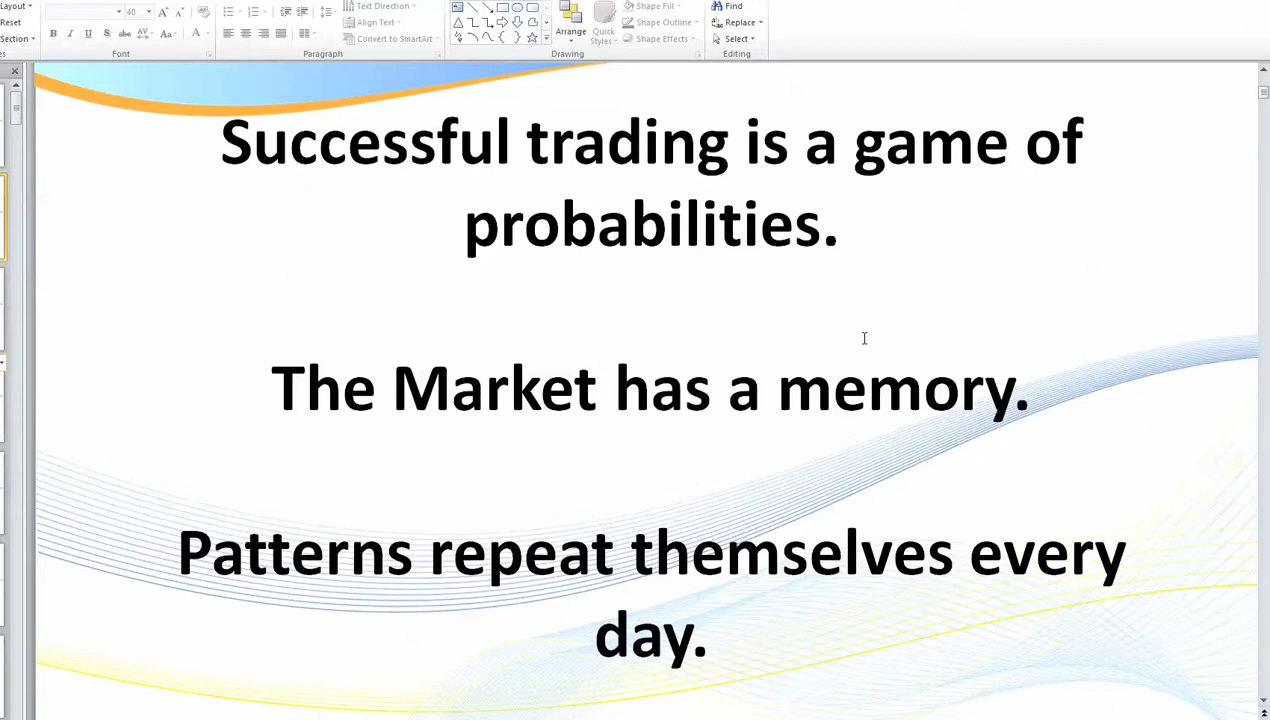 Layout
Reset
Section
40
Text Direction
Align Text
Convert to SmartArt
Arrange
Quick
Styles
Shape Fill
Shape Outline
Shape Effects
Find
Replace
Select
Font
Paragraph
Drawing
Editing
Successful trading is a game of
probabilities.
The Market has a memory.
Patterns repeat themselves every
day.